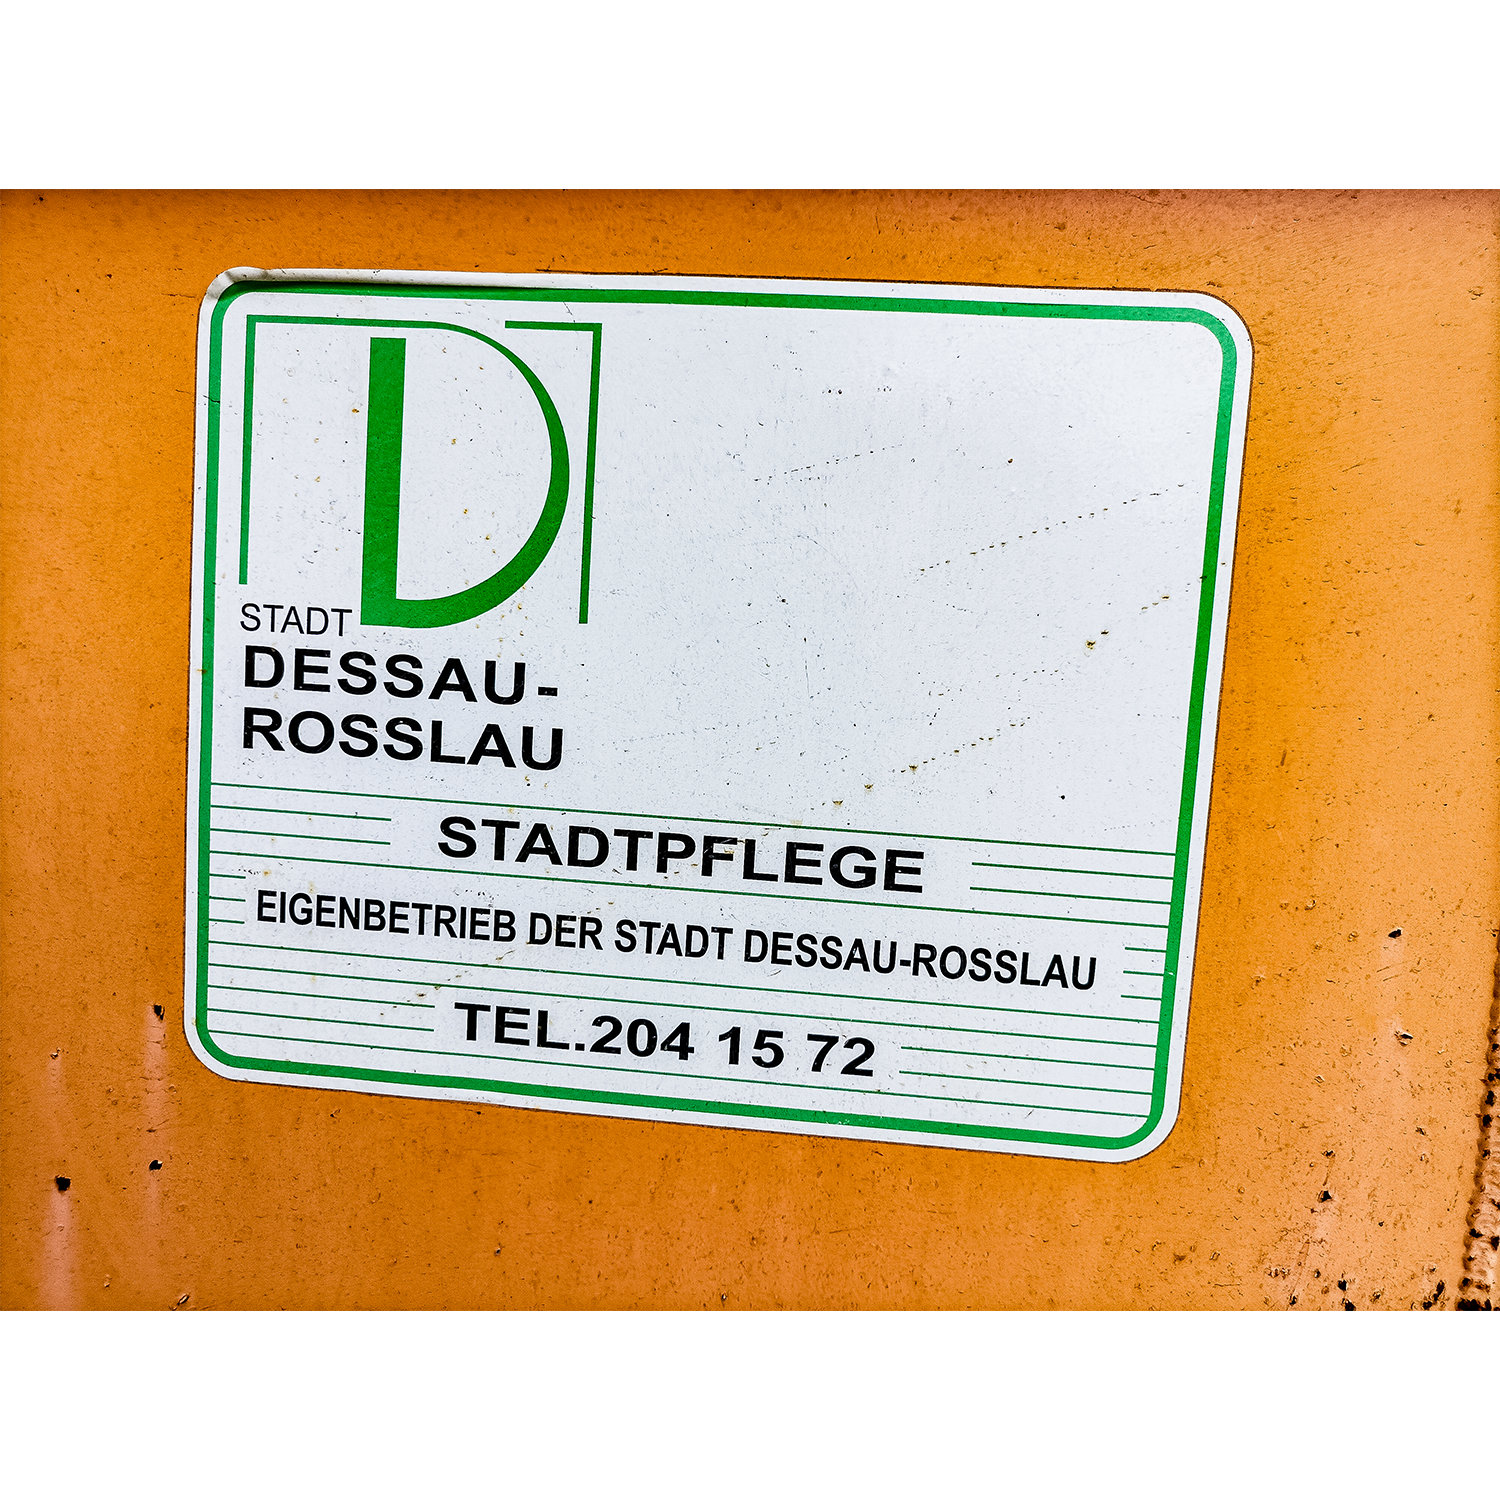 D
STADT
DESSAU-
ROSSLAU
STADTPFLEGE
EIGENBETRIEB DER STADT DESSAU-ROSSLAU
TEL.204 15 72